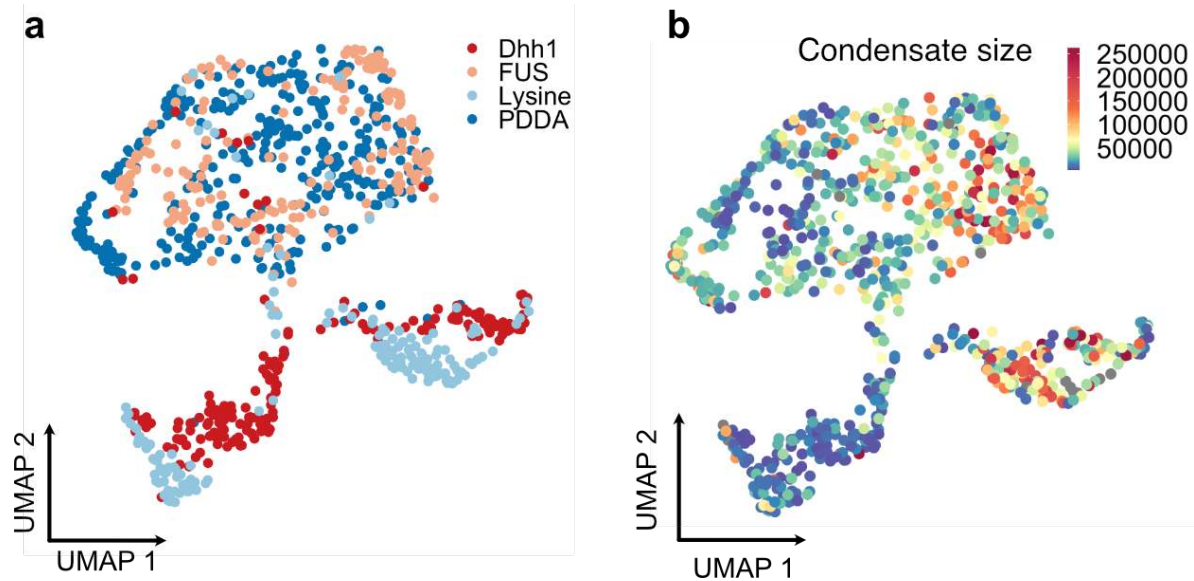 a
Dhh1
FUS
Lysine
PDDA
UMAP 2
UMAP 1
b
Condensate size
250000
200000
150000
100000
50000
UMAP 2
UMAP 1